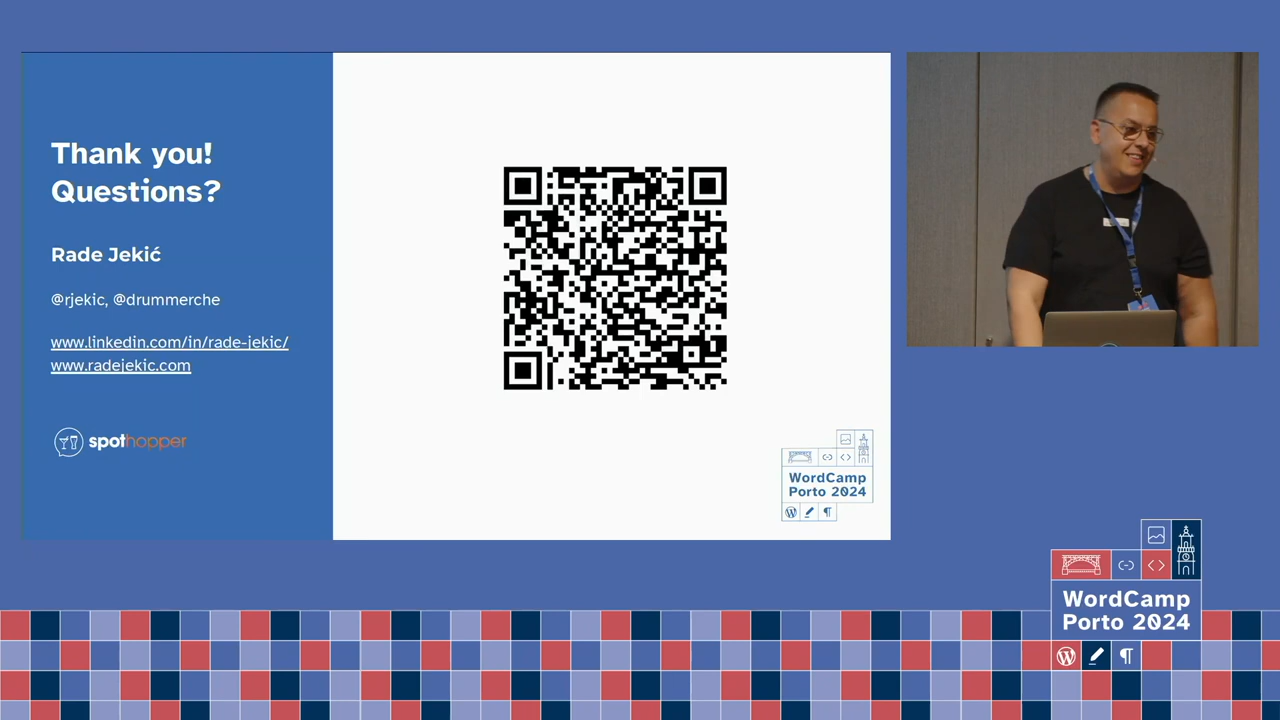 Thank you!
Questions?
Rade Jekić
@rjekic, @drummerche
www.linkedin.com/in/rade-jekic/
www.radejekic.com
spothopper
WordCamp
Porto 2024
WordCamp
Porto 2024